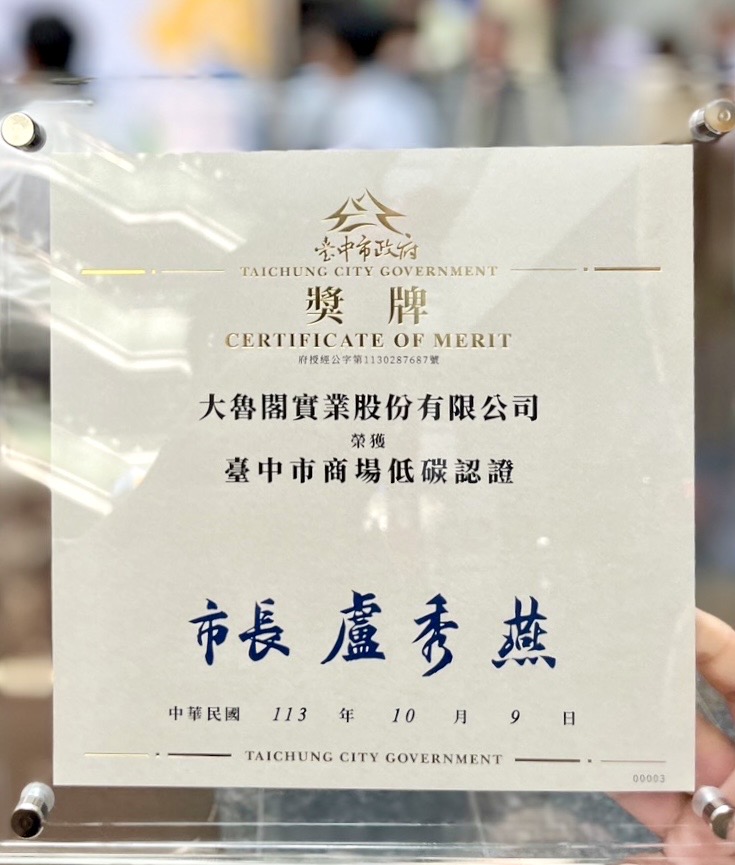 臺中市政府
TAICHUNG CITY GOVERNMENT
獎牌
CERTIFICATE OF MERIT
府授經公字第1130287687號
大魯閣實業股份有限公司
榮獲
臺中市商場低碳認證
市長 盧秀燕
中華民國 113 年 10 月 9 日
TAICHUNG CITY GOVERNMENT
00003